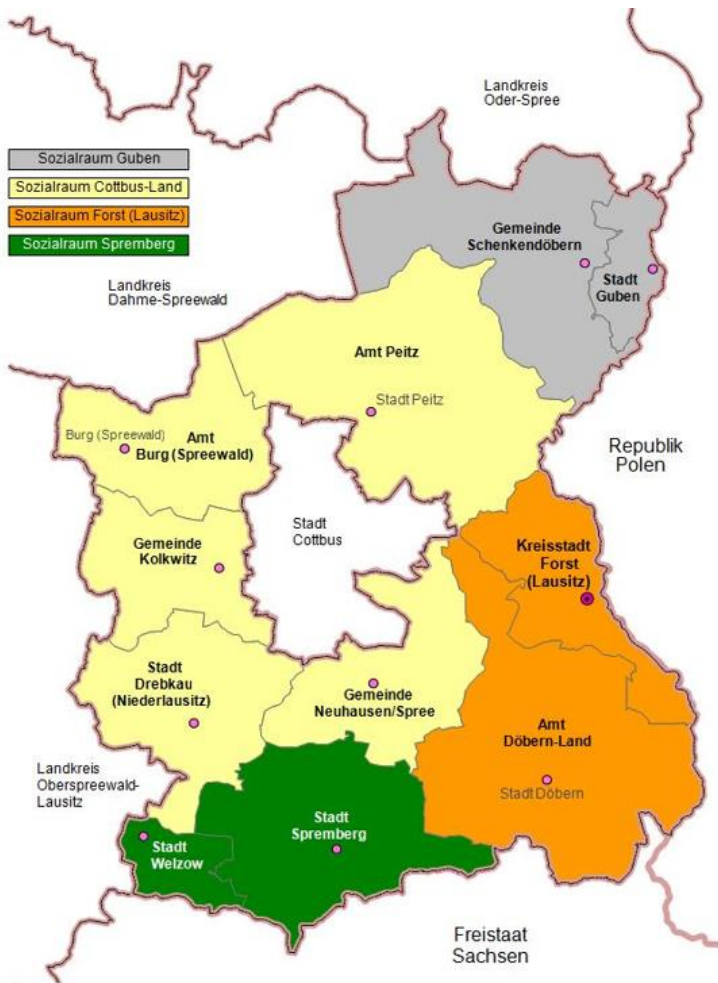 Landkreis
Oder-Spree
Sozialraum Guben
Sozialraum Cottbus-Land
Sozialraum Forst (Lausitz)
Sozialraum Spremberg
Gemeinde
Schenkendöbern
Stadt
Guben
Landkreis
Dahme-Spreewald
Amt Peitz
Stadt Peitz
Burg (Spreewald)
Amt
Burg (Spreewald)
Republik
Polen
Stadt
Cottbus
Gemeinde
Kolkwitz
Kreisstadt
Forst
(Lausitz)
Stadt
Drebkau
(Niederlausitz)
Gemeinde
Neuhausen/Spree
Amt
Döbern-Land
Stadt Döbern
Landkreis
Oberspreewald-
Lausitz
Stadt
Spremberg
Stadt
Welzow
Freistaat
Sachsen